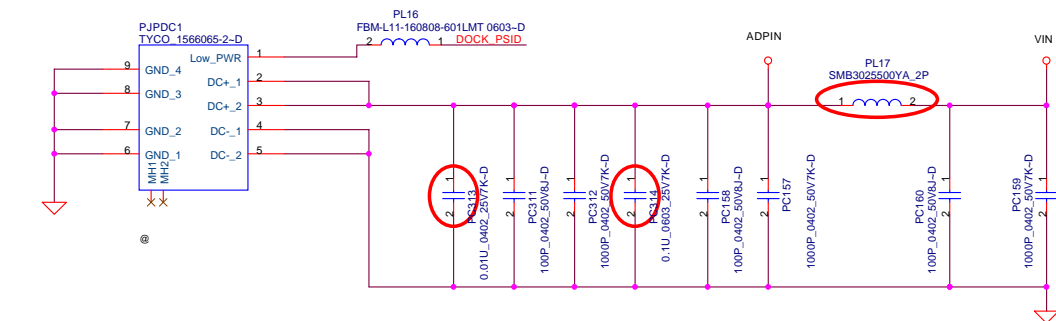 PL16
FBM-L11-160808-601LMT 0603~D
PJPDC1
TYCO_1566065-2~D
2
1
DOCK_PSID
Low_PWR
1
ADPIN
VIN
9
GND_4
DC+_1
2
8
GND_3
DC+_2
3
PL17
SMB3025500YA_2P
1
2
7
GND_2
DC-_1
4
6
GND_1
DC-_2
5
MH1
MH2
@
1
2
PC313
0.01U_0402_25V7K~D
1
2
PC311
100P_0402_50V8J~D
1
2
PC312
1000P_0402_50V7K~D
1
2
PC314
0.1U_0603_25V7K~D
1
2
PC158
100P_0402_50V8J~D
1
2
PC157
1000P_0402_50V7K~D
1
2
PC160
100P_0402_50V8J~D
1
2
PC159
1000P_0402_50V7K~D